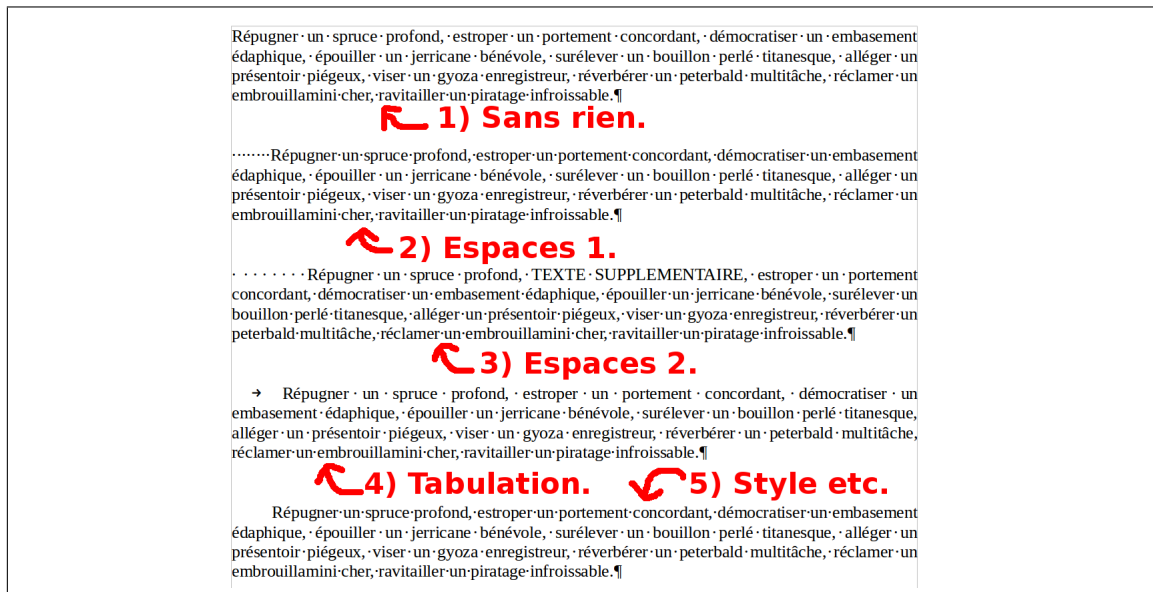 Répugner · un · spruce · profond, · estroper · un · portement · concordant, · démocratiser · un · embasement
édaphique, · épouiller · un · jerricane · bénévole, · surélever · un · bouillon · perlé · titanesque, · alléger · un
présentoir · piégeux, · viser · un · gyoza · enregistreur, · réverbérer · un · peterbald · multitâche, · réclamer · un
embrouillamini·cher,·ravitailler·un·piratage·infroissable.¶
1) Sans rien.
········Répugner·un·spruce·profond,·estroper·un·portement·concordant,·démocratiser·un·embasement
édaphique, · épouiller · un · jerricane · bénévole, · surélever · un · bouillon · perlé · titanesque, · alléger · un
présentoir · piégeux, · viser · un · gyoza · enregistreur, · réverbérer · un · peterbald · multitâche, · réclamer · un
embrouillamini·cher,·ravitailler·un·piratage·infroissable.¶
2) Espaces 1.
· · · · · · · · Répugner · un · spruce · profond, · TEXTE · SUPPLEMENTAIRE, · estroper · un · portement
concordant,·démocratiser·un·embasement·édaphique,·épouiller·un·jerricane·bénévole,·surélever·un
bouillon·perlé·titanesque,·alléger·un·présentoir·piégeux,·viser·un·gyoza·enregistreur,·réverbérer·un
peterbald·multitâche,·réclamer·un·embrouillamini·cher,·ravitailler·un·piratage·infroissable.¶
3) Espaces 2.
→ Répugner · un · spruce · profond, · estroper · un · portement · concordant, · démocratiser · un
embasement·édaphique,·épouiller·un·jerricane·bénévole,·surélever·un·bouillon·perlé·titanesque,
alléger · un · présentoir · piégeux, · viser · un · gyoza · enregistreur, · réverbérer · un · peterbald · multitâche,
réclamer·un·embrouillamini·cher,·ravitailler·un·piratage·infroissable.¶
4) Tabulation. 5) Style etc.
Répugner·un·spruce·profond,·estroper·un·portement·concordant,·démocratiser·un·embasement
édaphique, · épouiller · un · jerricane · bénévole, · surélever · un · bouillon · perlé · titanesque, · alléger · un
présentoir · piégeux, · viser · un · gyoza · enregistreur, · réverbérer · un · peterbald · multitâche, · réclamer · un
embrouillamini·cher,·ravitailler·un·piratage·infroissable.¶